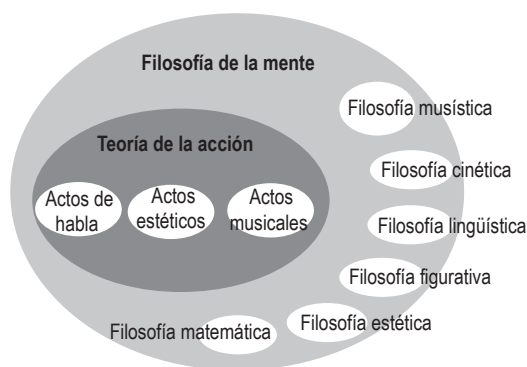 Filosofía de la mente
Filosofía musística
Teoría de la acción
Filosofía cinética
Actos de
habla
Actos
estéticos
Actos
musicales
Filosofía lingüística
Filosofía figurativa
Filosofía estética
Filosofía matemática